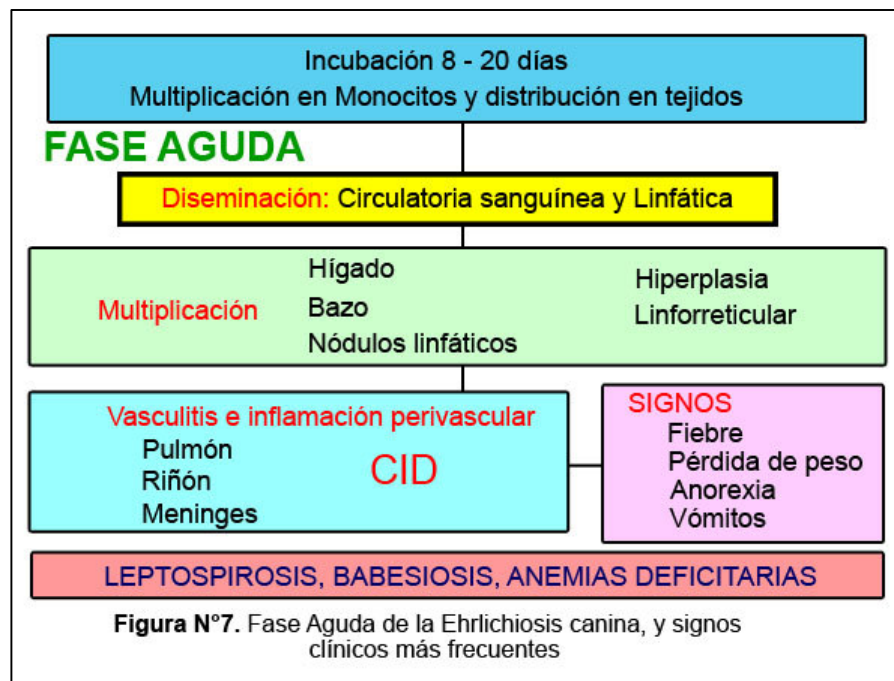 Incubación 8 - 20 días
Multiplicación en Monocitos y distribución en tejidos
FASE AGUDA
Diseminación: Circulatoria sanguínea y Linfática
Multiplicación
Hígado
Bazo
Nódulos linfáticos
Hiperplasia
Linforreticular
Vasculitis e inflamación perivascular
Pulmón
Riñón
Meninges
CID
SIGNOS
Fiebre
Pérdida de peso
Anorexia
Vómitos
LEPTOSPIROSIS, BABESIOSIS, ANEMIAS DEFICITARIAS
Figura N°7. Fase Aguda de la Ehrlichiosis canina, y signos
clínicos más frecuentes